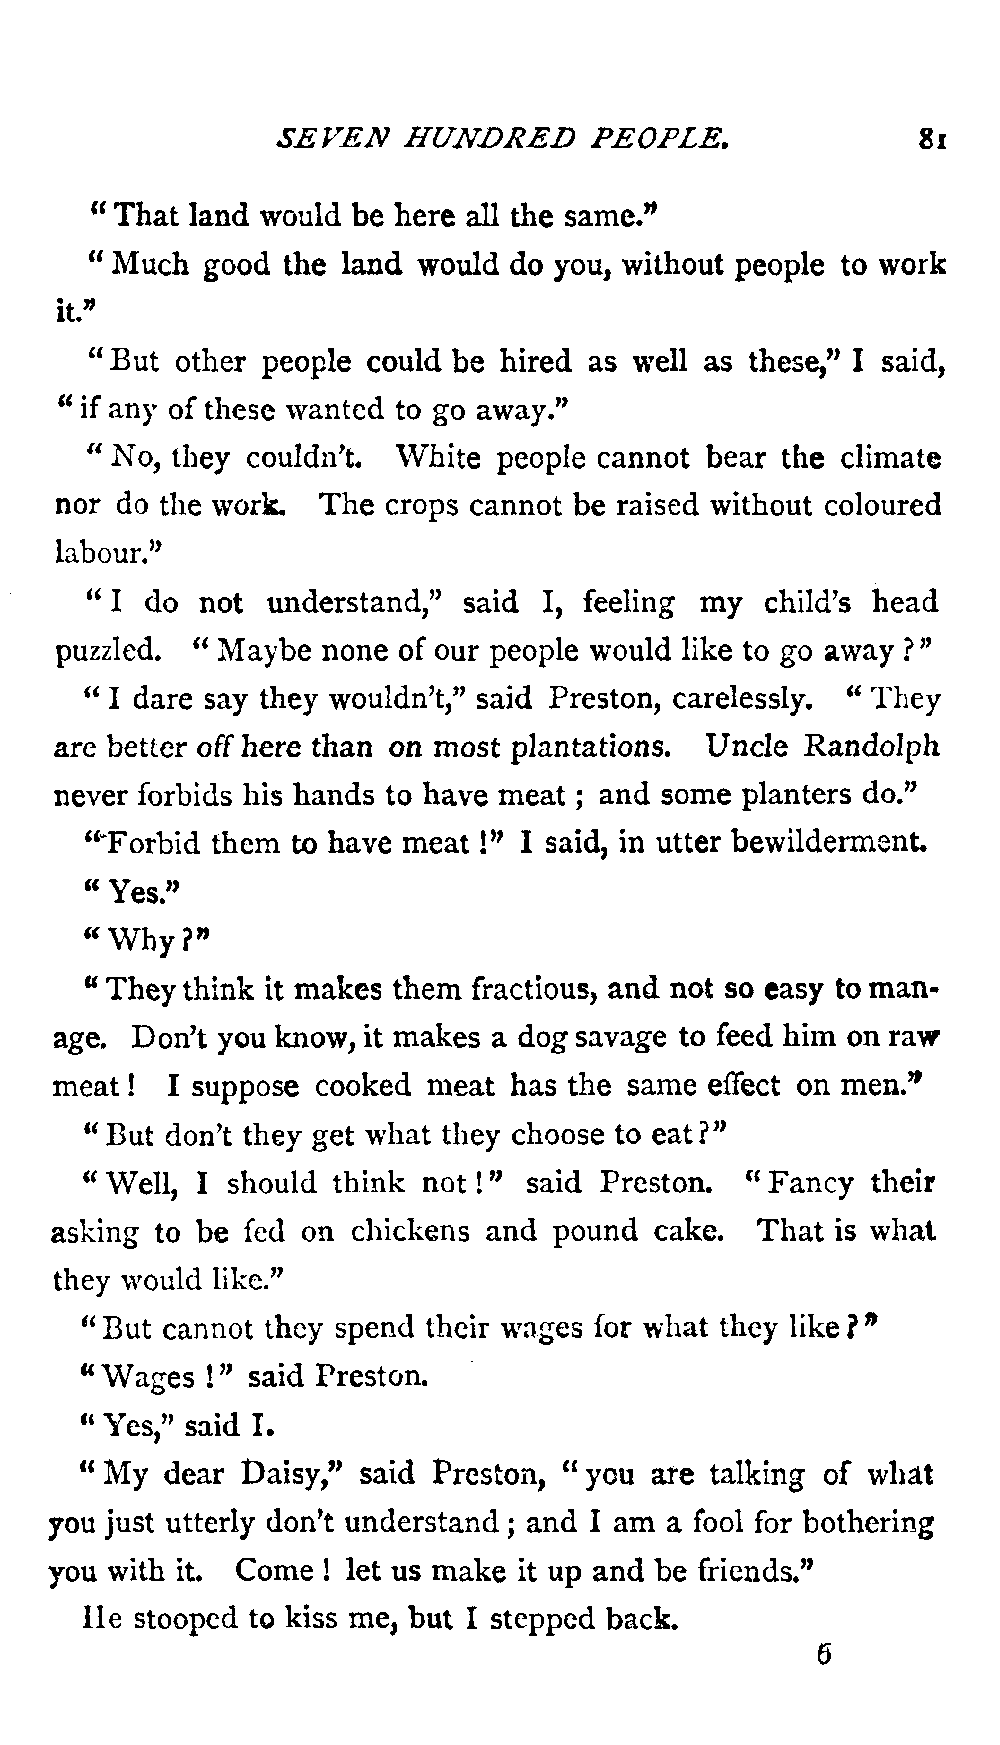 SEVEN HUNDRED PEOPLE. 81
“That land would be here all the same.”
“Much good the land would do you, without people to work
it.”
“But other people could be hired as well as these,” I said,
“if any of these wanted to go away.”
“No, they couldn’t. White people cannot bear the climate
nor do the work. The crops cannot be raised without coloured
labour.”
“I do not understand,” said I, feeling my child’s head
puzzled. “Maybe none of our people would like to go away?”
“I dare say they wouldn’t,” said Preston, carelessly. “They
are better off here than on most plantations. Uncle Randolph
never forbids his hands to have meat; and some planters do.”
“Forbid them to have meat!” I said, in utter bewilderment.
“Yes.”
“Why?”
“They think it makes them fractious, and not so easy to man-
age. Don’t you know, it makes a dog savage to feed him on raw
meat! I suppose cooked meat has the same effect on men.”
“But don’t they get what they choose to eat?”
“Well, I should think not!” said Preston. “Fancy their
asking to be fed on chickens and pound cake. That is what
they would like.”
“But cannot they spend their wages for what they like?”
“Wages!” said Preston.
“Yes,” said I.
“My dear Daisy,” said Preston, “you are talking of what
you just utterly don’t understand; and I am a fool for bothering
you with it. Come! let us make it up and be friends.”
He stooped to kiss me, but I stepped back.
6